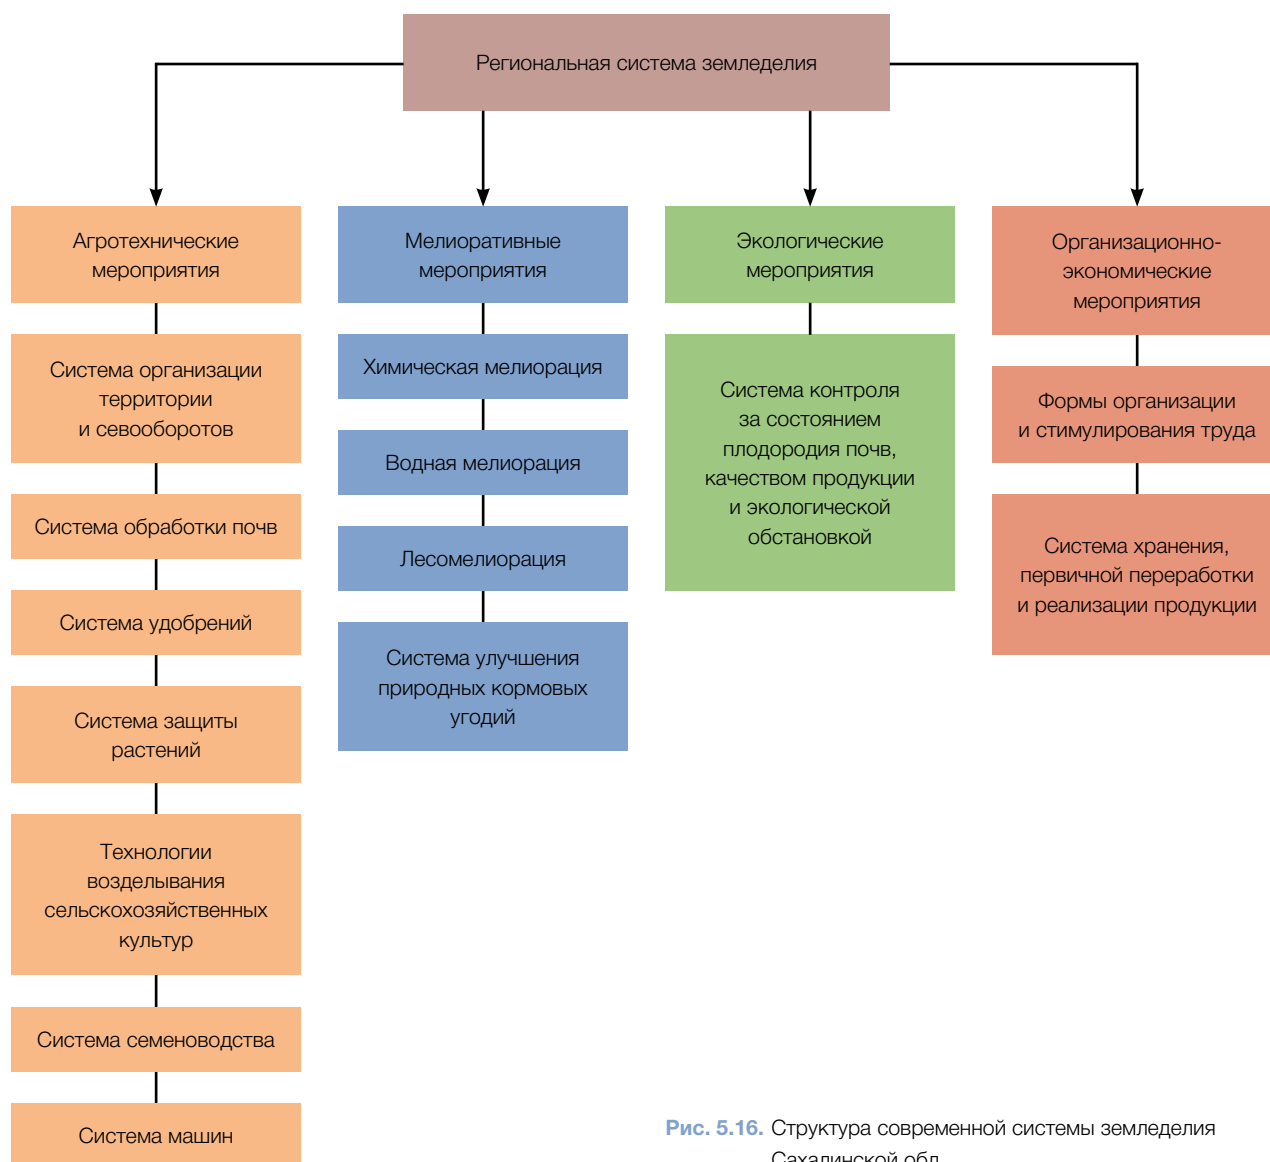 Региональная система земледелия
Агротехнические
мероприятия
Система организации
территории
и севооборотов
Система обработки почв
Система удобрений
Система защиты
растений
Технологии
возделывания
сельскохозяйственных
культур
Система семеноводства
Система машин
Мелиоративные
мероприятия
Химическая мелиорация
Водная мелиорация
Лесомелиорация
Система улучшения
природных кормовых
угодий
Экологические
мероприятия
Система контроля
за состоянием
плодородия почв,
качеством продукции
и экологической
обстановкой
Организационно-
экономические
мероприятия
Формы организации
и стимулирования труда
Система хранения,
первичной переработки
и реализации продукции
Рис. 5.16. Структура современной системы земледелия
Сахалинской обл.